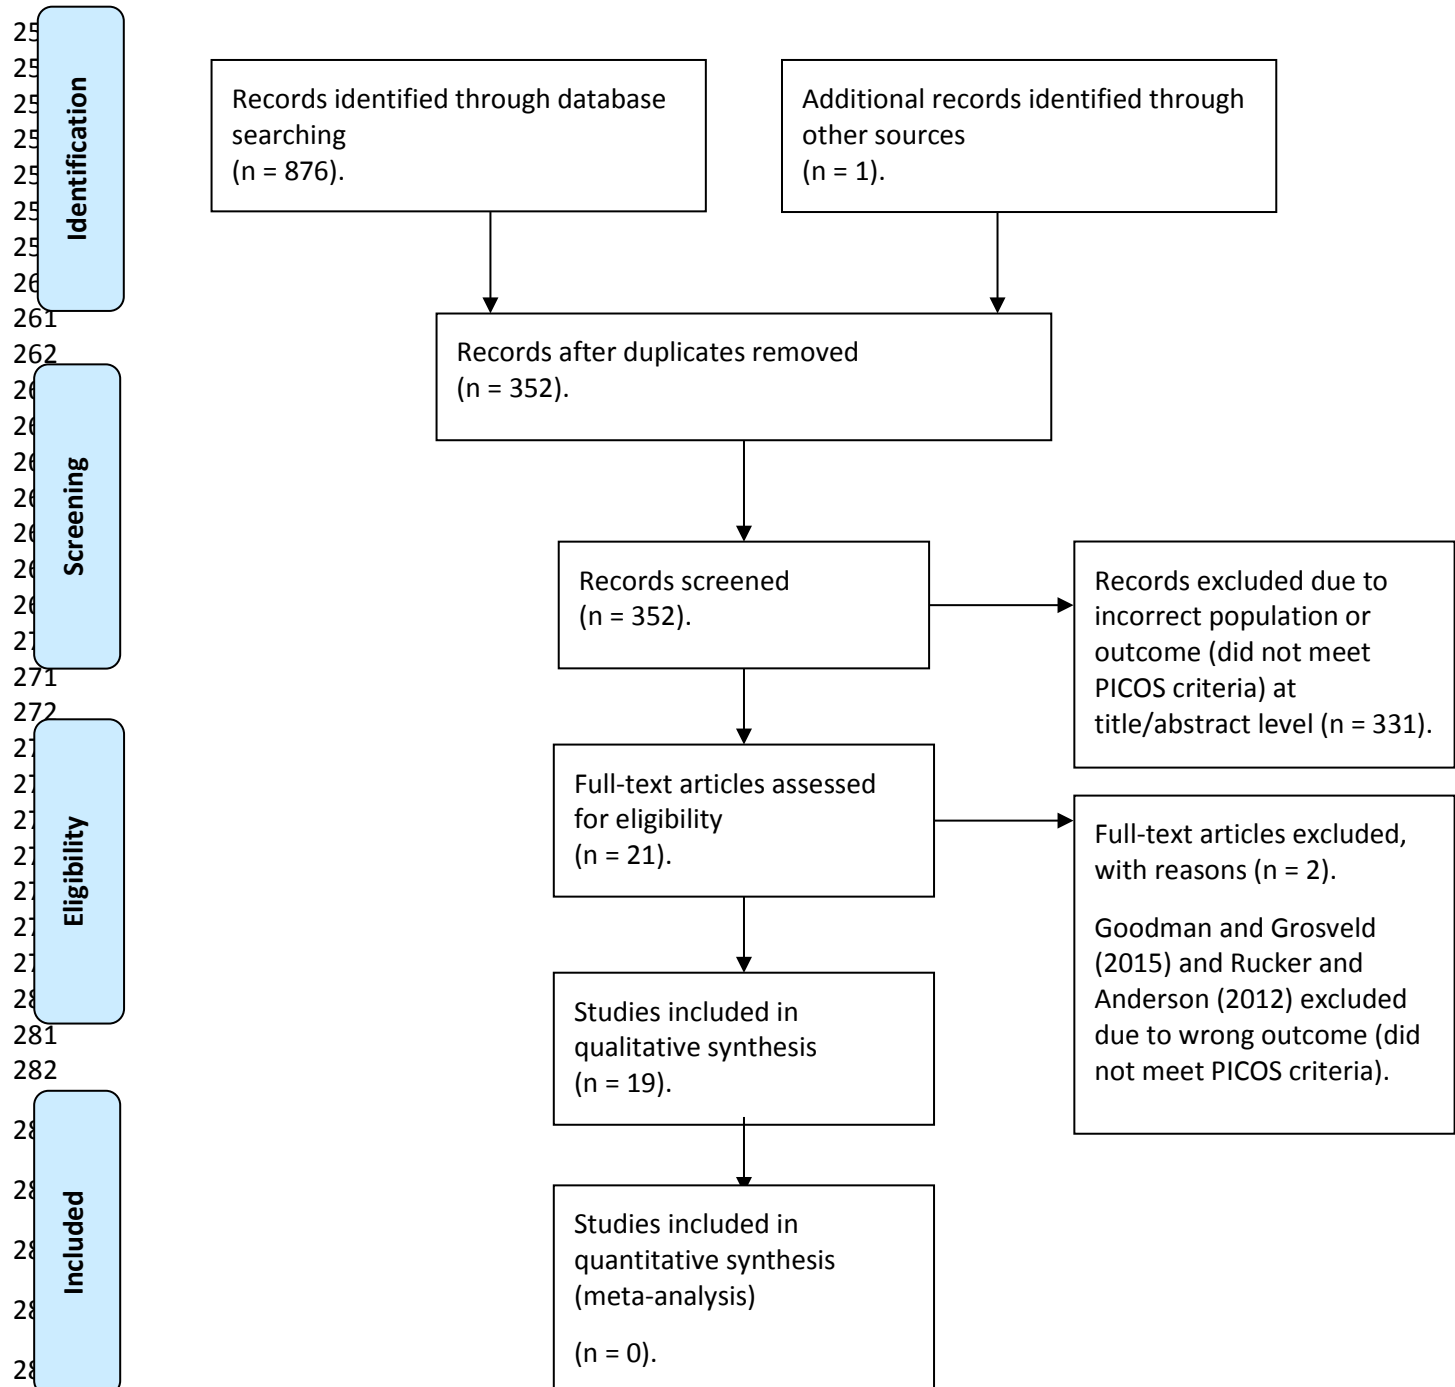 Identification
Records identified through database
searching
(n = 876).
Additional records identified through
other sources
(n = 1).
261
262
Records after duplicates removed
(n = 352).
Screening
Records screened
(n = 352).
Records excluded due to
incorrect population or
outcome (did not meet
PICOS criteria) at
title/abstract level (n = 331).
271
272
Eligibility
Full-text articles assessed
for eligibility
(n = 21).
Full-text articles excluded,
with reasons (n = 2).
Goodman and Grosveld
(2015) and Rucker and
Anderson (2012) excluded
due to wrong outcome (did
not meet PICOS criteria).
Studies included in
qualitative synthesis
(n = 19).
281
282
Included
Studies included in
quantitative synthesis
(meta-analysis)
(n = 0).